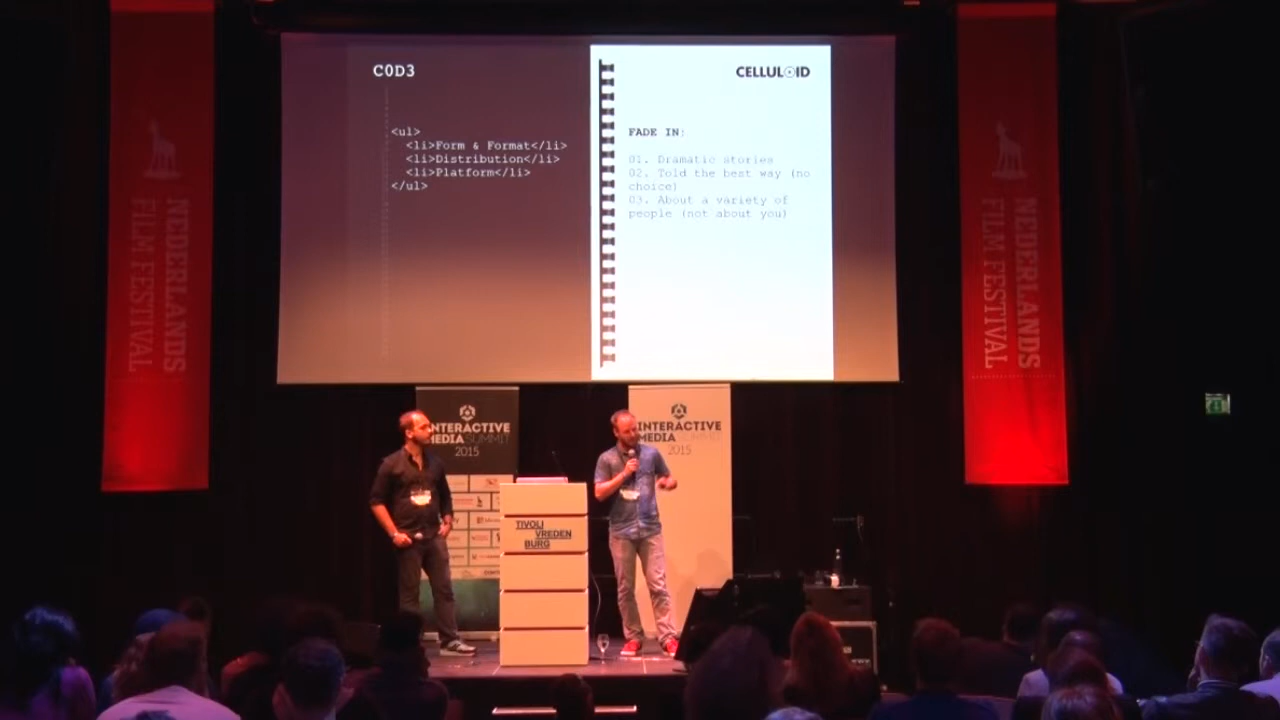 C0D3
<ul>
<li>Form & Format</li>
<li>Distribution</li>
<li>Platform</li>
</ul>
CELLULOID
FADE IN:
01. Dramatic stories
02. Told the best way (no
choice)
03. About a variety of
people (not about you)
NEDERLANDS
FILM FESTIVAL
NEDERLANDS
FILM FESTIVAL
INTERACTIVE
MEDIA SUMMIT
2015
INTERACTIVE
MEDIA SUMMIT
2015
TIVOLI
VREDEN
BURG